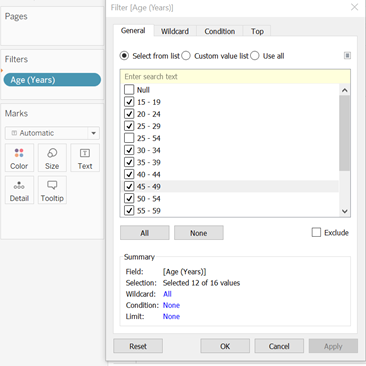 Pages
Filters
Age (Years)
Marks
Automatic
Color
Size
Text
Detail
Tooltip
Filter [Age (Years)]
General
Wildcard
Condition
Top
Select from list
Custom value list
Use all
Enter search text
Null
15 - 19
20 - 24
25 - 29
25 - 54
30 - 34
35 - 39
40 - 44
45 - 49
50 - 54
55 - 59
All
None
Exclude
Summary
Field: [Age (Years)]
Selection: Selected 12 of 16 values
Wildcard: All
Condition: None
Limit: None
Reset
OK
Cancel
Apply